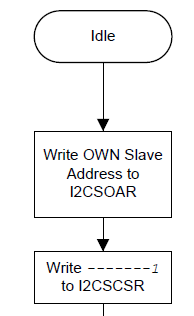 Idle
Write OWN Slave
Address to
I2CSOAR
Write -------1
to I2CSCSR